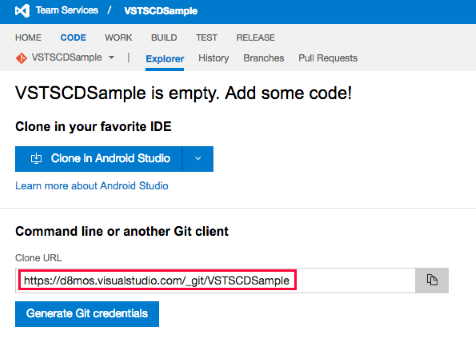 Team Services / VSTSCDSample
HOME CODE WORK BUILD TEST RELEASE
VSTSCDSample | Explorer History Branches Pull Requests
VSTSCDSample is empty. Add some code!
Clone in your favorite IDE
Clone in Android Studio
Learn more about Android Studio
Command line or another Git client
Clone URL
https://d8mos.visualstudio.com/_git/VSTSCDSample
Generate Git credentials